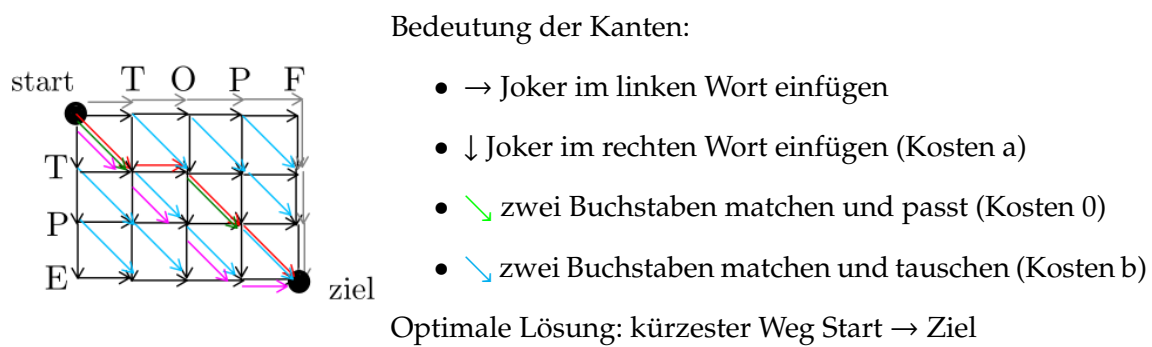 Bedeutung der Kanten:
start T O P F
• → Joker im linken Wort einfügen
• ↓ Joker im rechten Wort einfügen (Kosten a)
T
P
• ↘ zwei Buchstaben matchen und passt (Kosten 0)
E
• ↘ zwei Buchstaben matchen und tauschen (Kosten b)
ziel
Optimale Lösung: kürzester Weg Start → Ziel